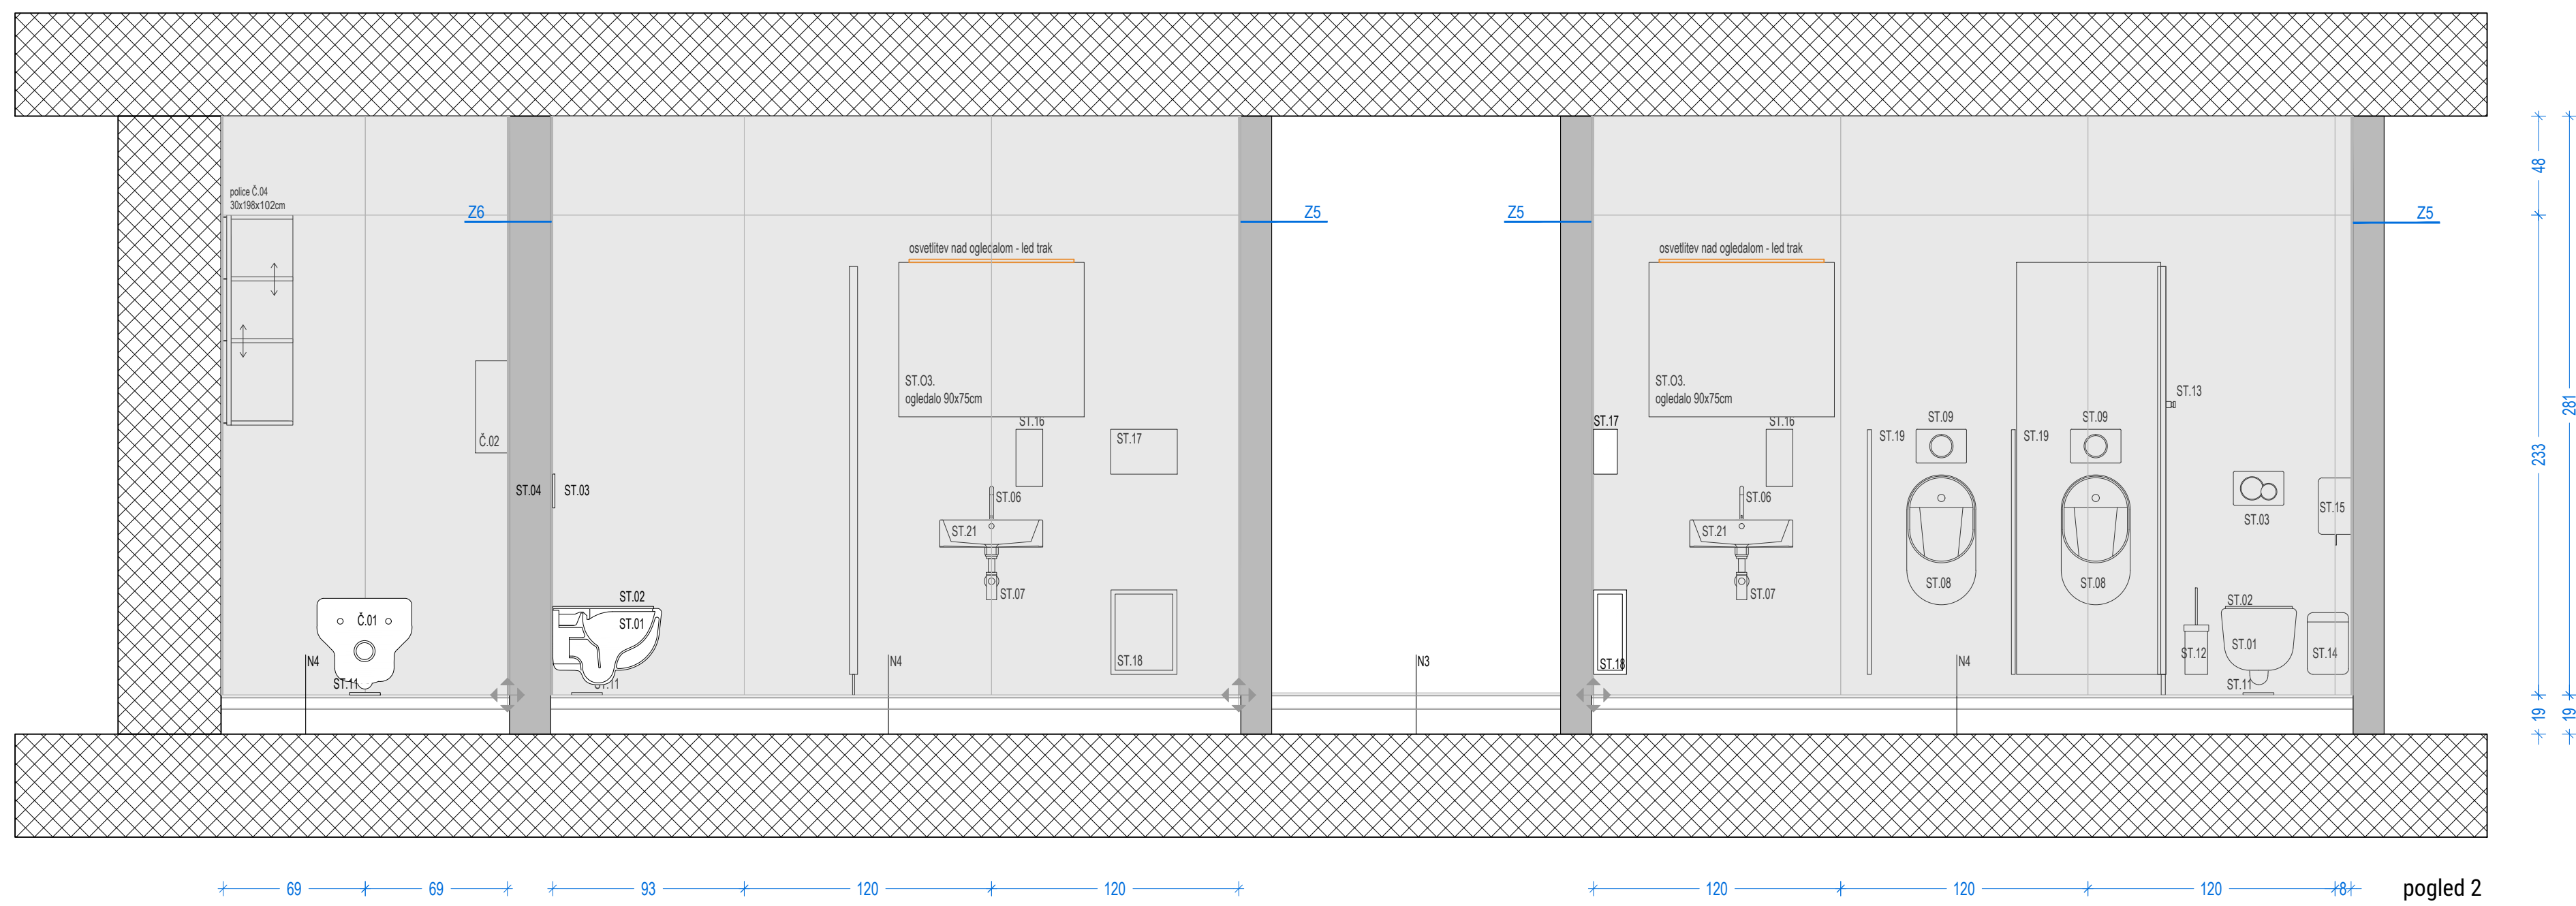 police Č.04
30x198x102cm
Z6
Z5
Z5
Z5
osvetlitev nad ogledalom - led trak
osvetlitev nad ogledalom - led trak
ST.O3.
ogledalo 90x75cm
ST.O3.
ogledalo 90x75cm
ST.13
Č.02
ST.16
ST.17
ST.17
ST.16
ST.19
ST.09
ST.19
ST.09
ST.04
ST.03
ST.06
ST.06
ST.15
ST.03
ST.21
ST.21
ST.02
ST.07
ST.07
ST.08
ST.08
ST.02
Č.01
ST.01
ST.01
ST.12
ST.14
N4
N4
ST.18
N3
ST.18
N4
ST.11
ST.11
ST.11
48
233
281
19
19
69
69
93
120
120
120
120
120
8
pogled 2